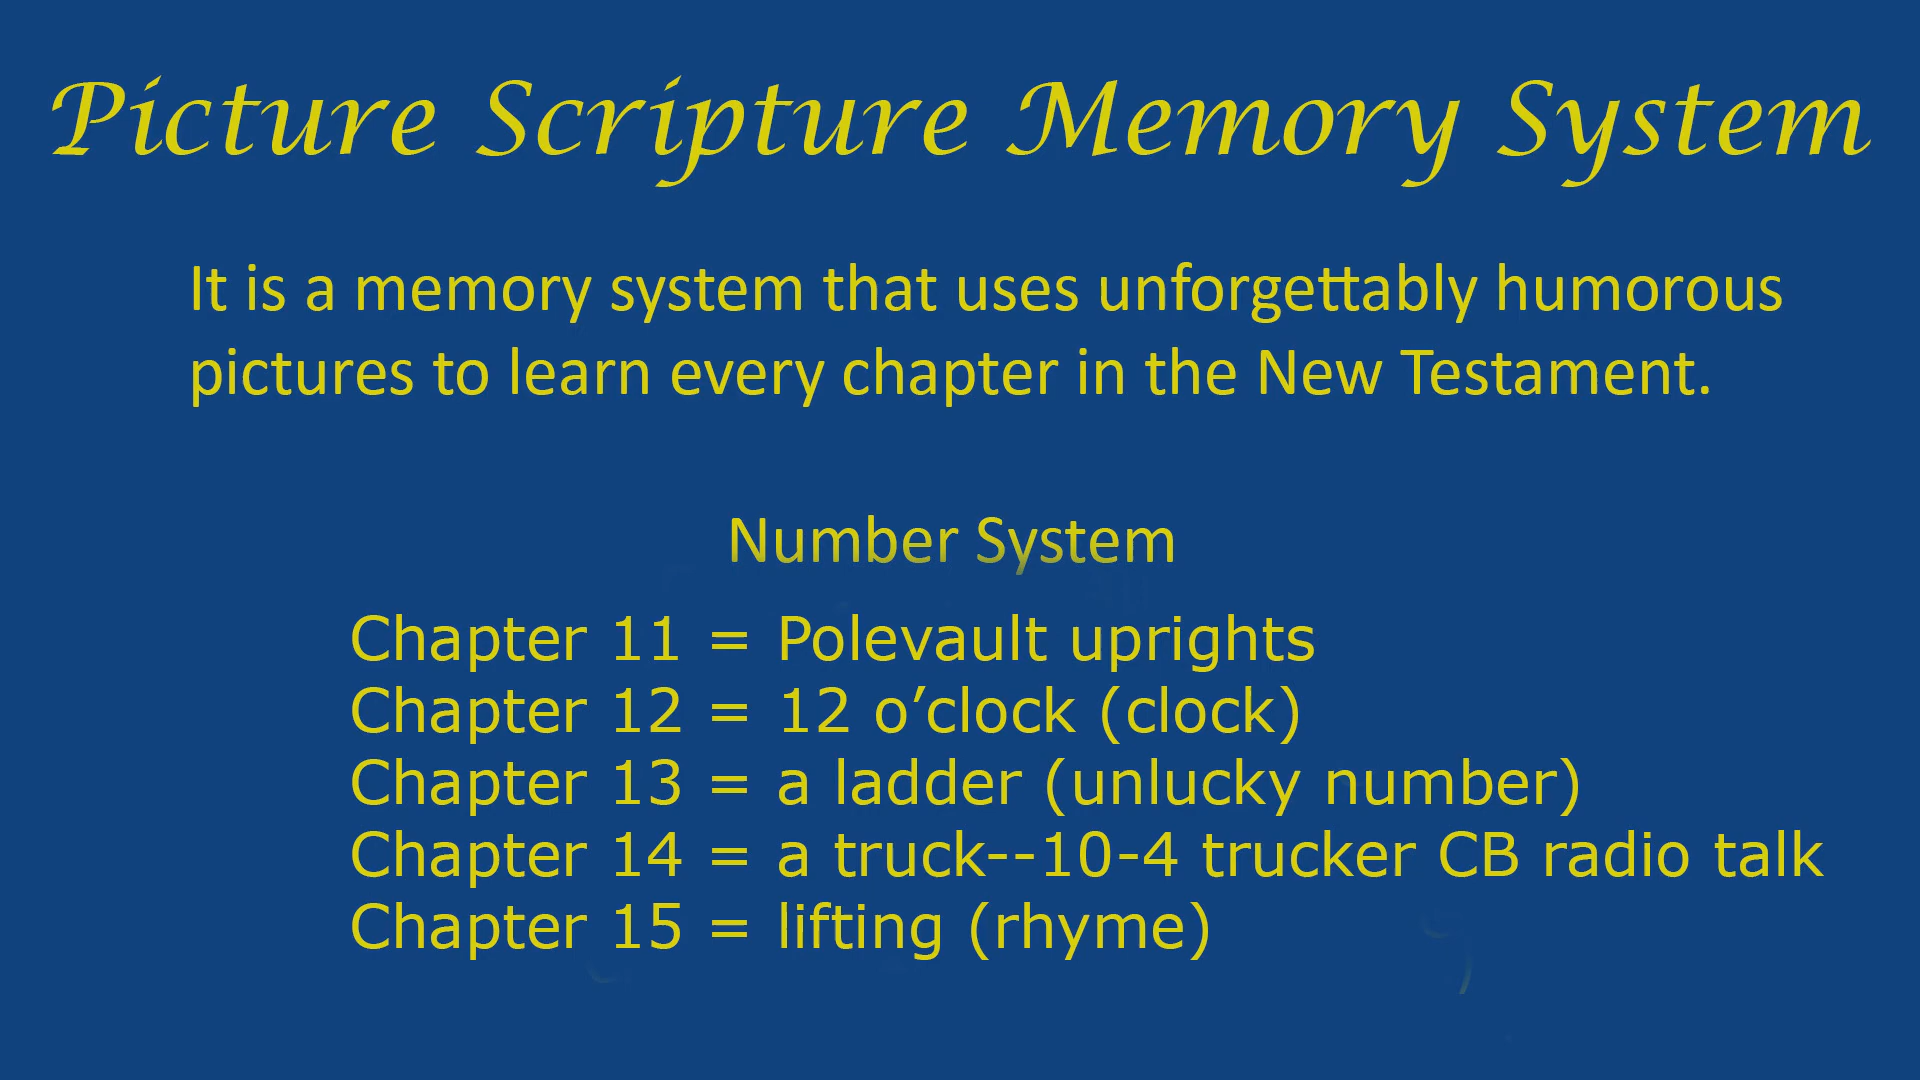 Picture Scripture Memory System
It is a memory system that uses unforgettably humorous
pictures to learn every chapter in the New Testament.
Number System
Chapter 11 = Polevault uprights
Chapter 12 = 12 o’clock (clock)
Chapter 13 = a ladder (unlucky number)
Chapter 14 = a truck--10-4 trucker CB radio talk
Chapter 15 = lifting (rhyme)